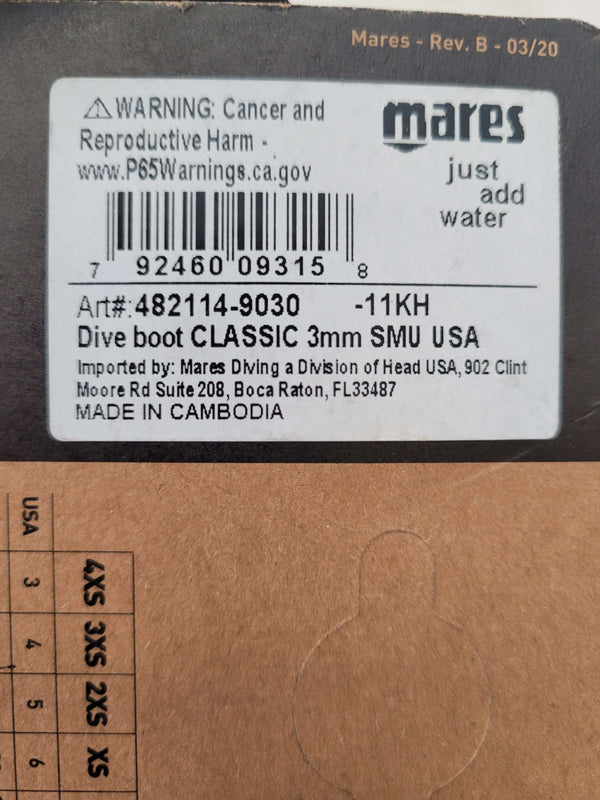 Mares - Rev. B - 03/20
⚠WARNING: Cancer and
Reproductive Harm -
www.P65Warnings.ca.gov
mares
just
add
water
7 92460 09315 8
Art#:482114-9030 -11KH
Dive boot CLASSIC 3mm SMU USA
Imported by: Mares Diving a Division of Head USA, 902 Clint
Moore Rd Suite 208, Boca Raton, FL33487
MADE IN CAMBODIA
4XS 3XS 2XS XS
USA 3 4 5 6